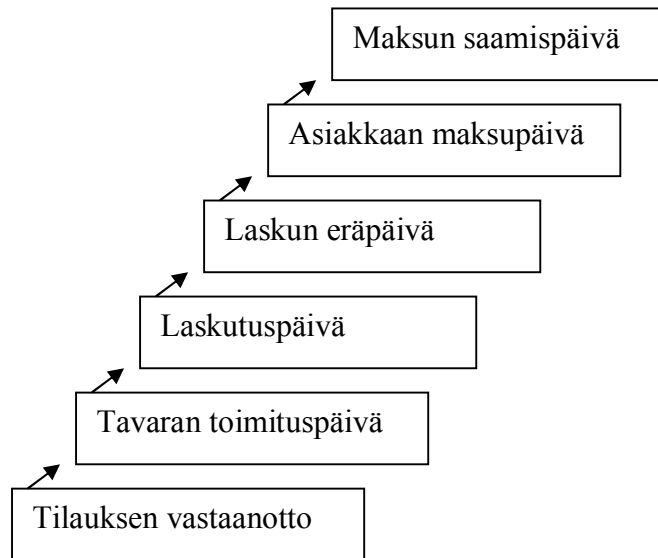 Maksun saamispäivä
Asiakkaan maksupäivä
Laskun eräpäivä
Laskutuspäivä
Tavaran toimituspäivä
Tilauksen vastaanotto